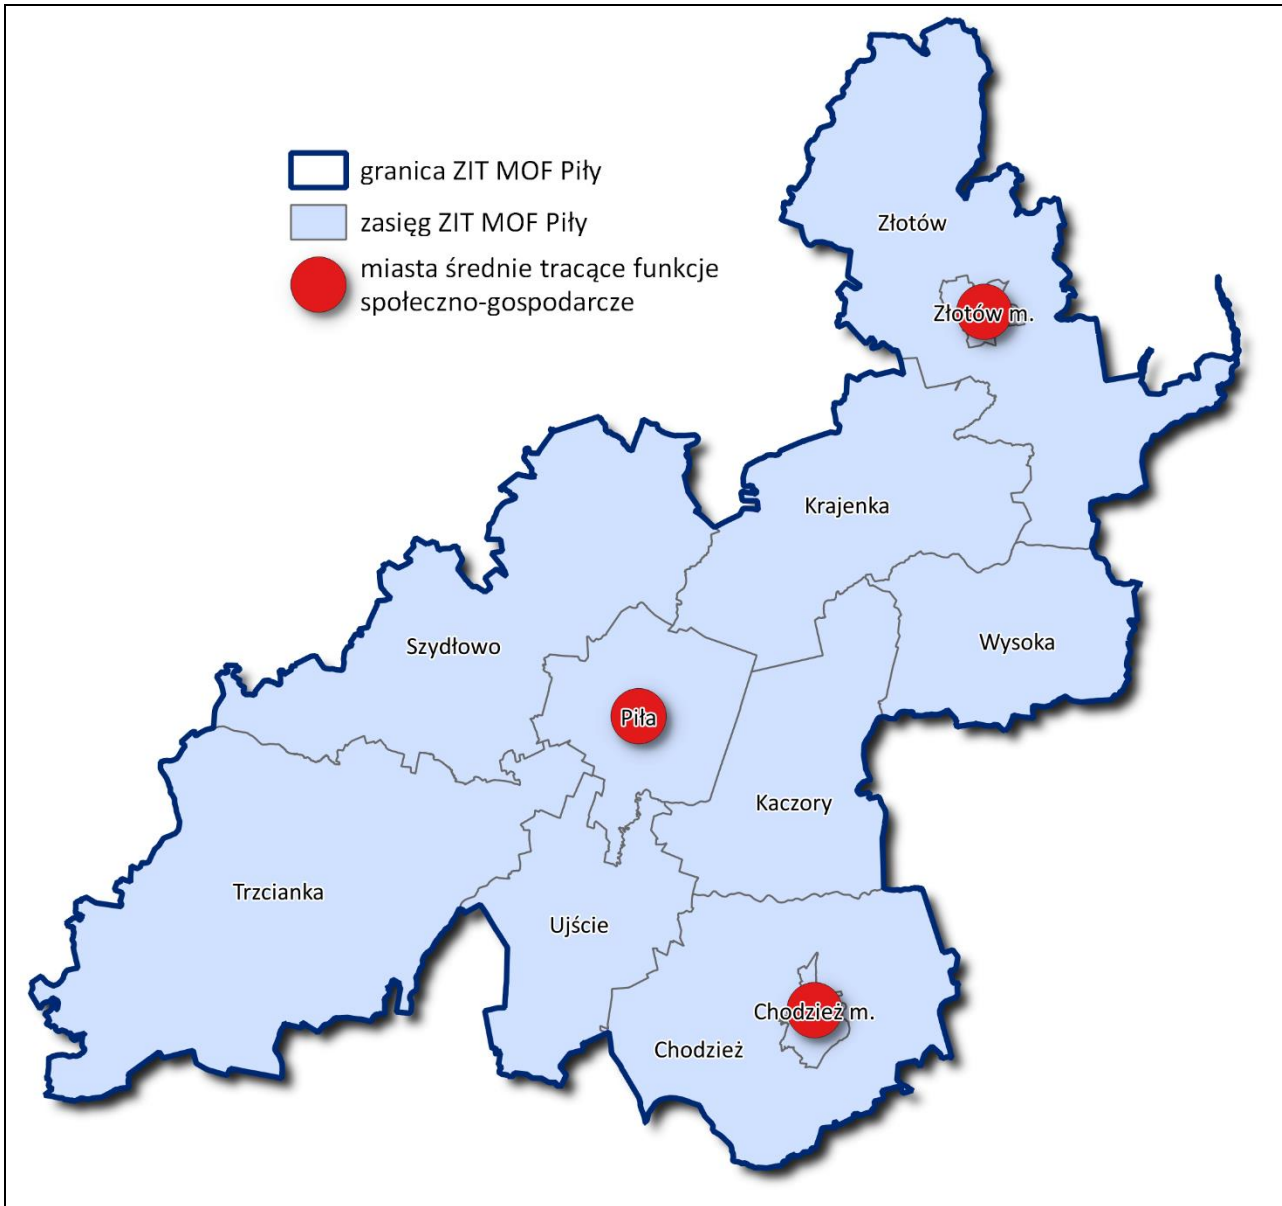 granica ZIT MOF Piły
zasięg ZIT MOF Piły
miasta średnie tracące funkcje
społeczno-gospodarcze
Złotów
Złotów m.
Krajenka
Wysoka
Szydłowo
Piła
Kaczory
Trzcianka
Ujście
Chodzież m.
Chodzież